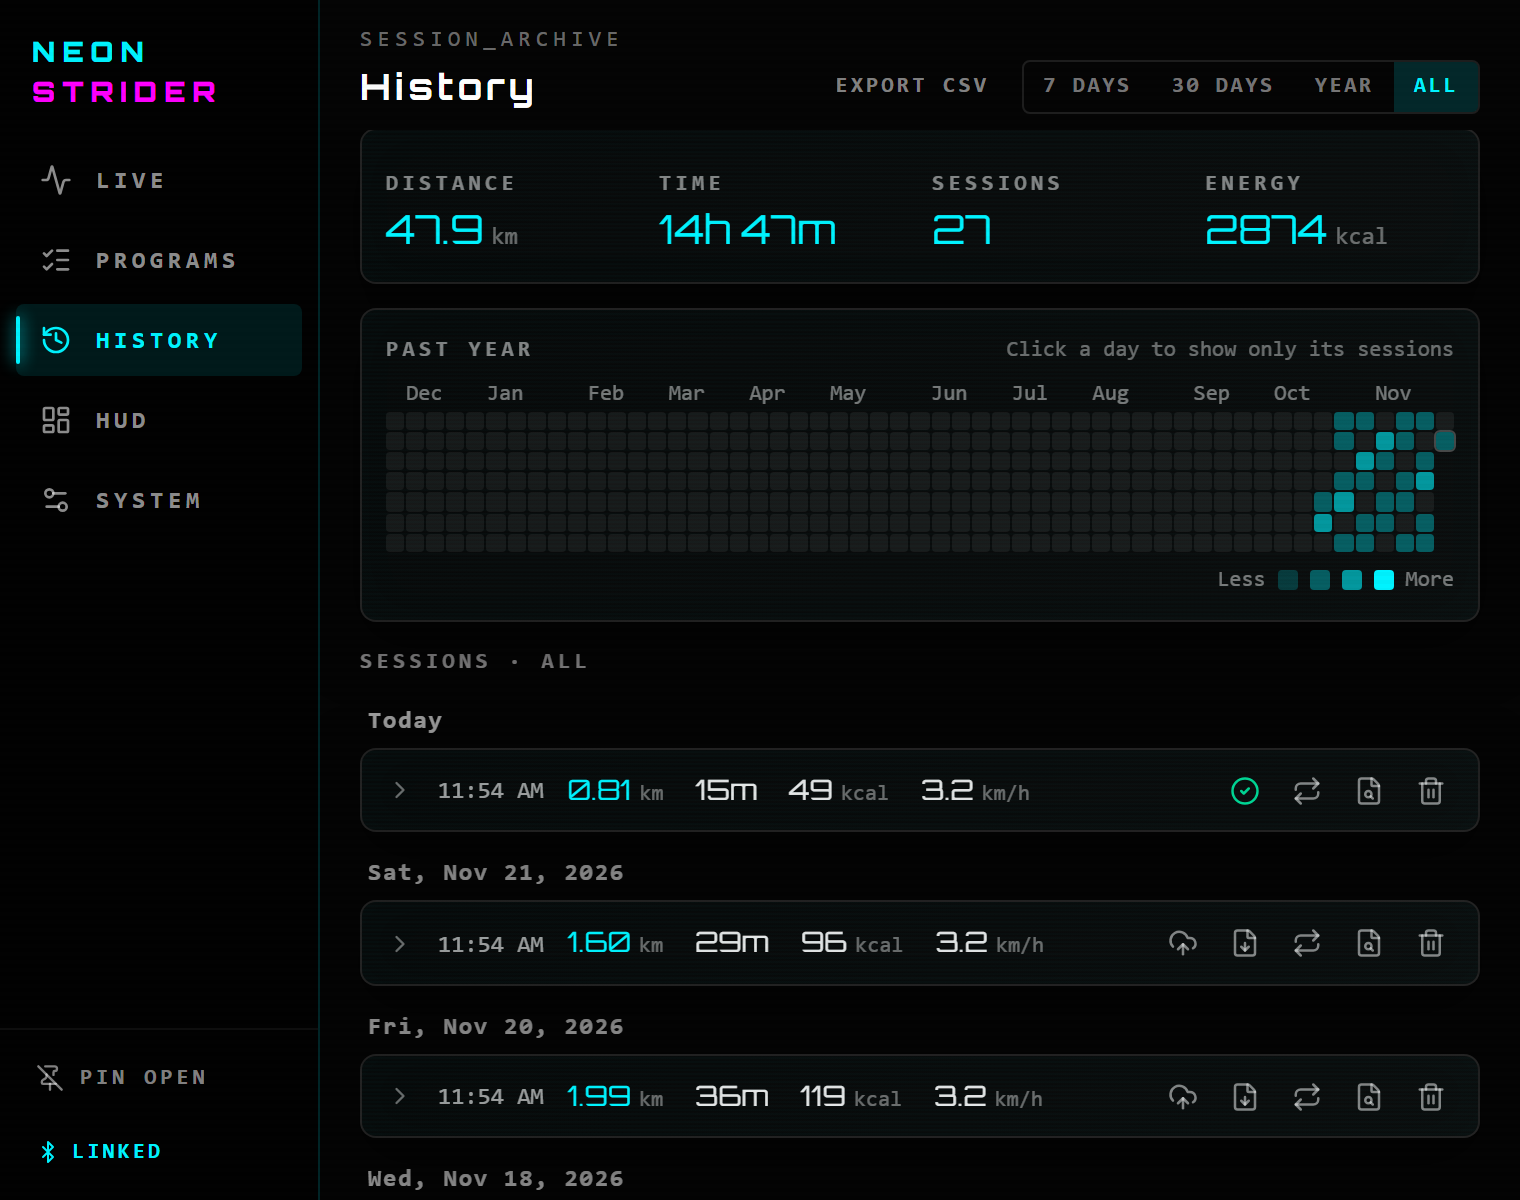 NEON
STRIDER
LIVE
PROGRAMS
HISTORY
HUD
SYSTEM
PIN OPEN
LINKED
SESSION_ARCHIVE
History
EXPORT CSV
7 DAYS 30 DAYS YEAR ALL
DISTANCE TIME SESSIONS ENERGY
47.9 km 14h 47m 27 2874 kcal
PAST YEAR Click a day to show only its sessions
Dec Jan Feb Mar Apr May Jun Jul Aug Sep Oct Nov
Less More
SESSIONS · ALL
Today
11:54 AM 0.81 km 15m 49 kcal 3.2 km/h
Sat, Nov 21, 2026
11:54 AM 1.60 km 29m 96 kcal 3.2 km/h
Fri, Nov 20, 2026
11:54 AM 1.99 km 36m 119 kcal 3.2 km/h
Wed, Nov 18, 2026